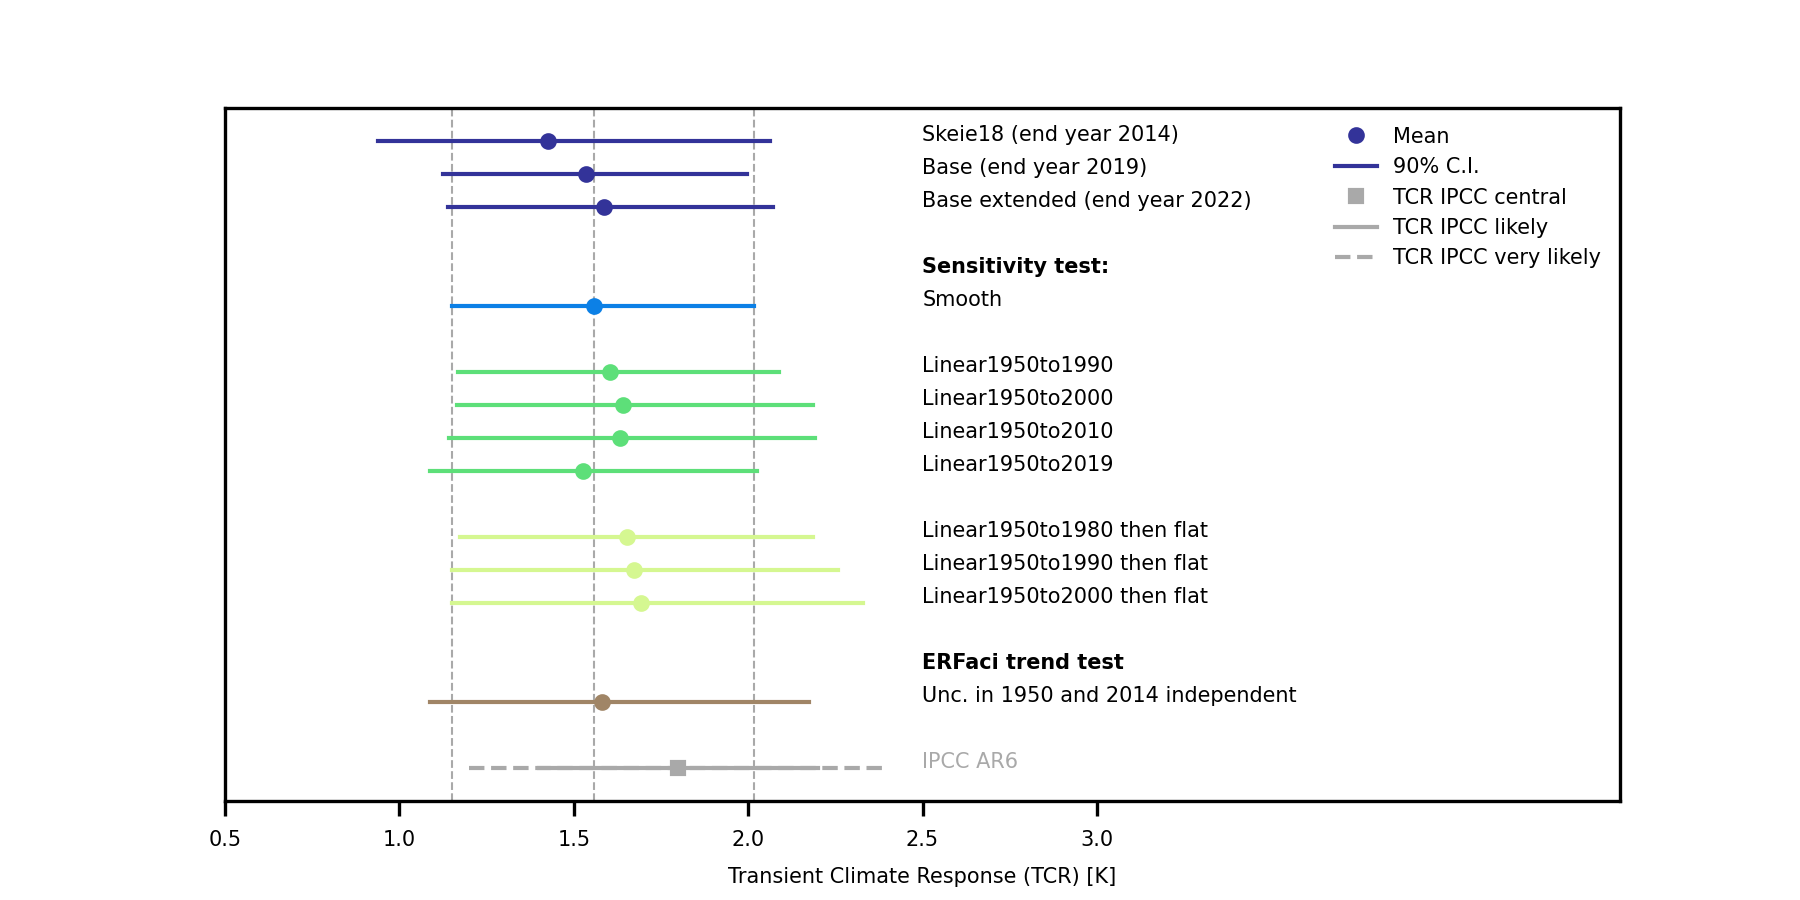 Skeie18 (end year 2014)
Base (end year 2019)
Base extended (end year 2022)
Sensitivity test:
Smooth
Linear1950to1990
Linear1950to2000
Linear1950to2010
Linear1950to2019
Linear1950to1980 then flat
Linear1950to1990 then flat
Linear1950to2000 then flat
ERFaci trend test
Unc. in 1950 and 2014 independent
IPCC AR6
Mean
90% C.I.
TCR IPCC central
TCR IPCC likely
TCR IPCC very likely
0.5 1.0 1.5 2.0 2.5 3.0
Transient Climate Response (TCR) [K]